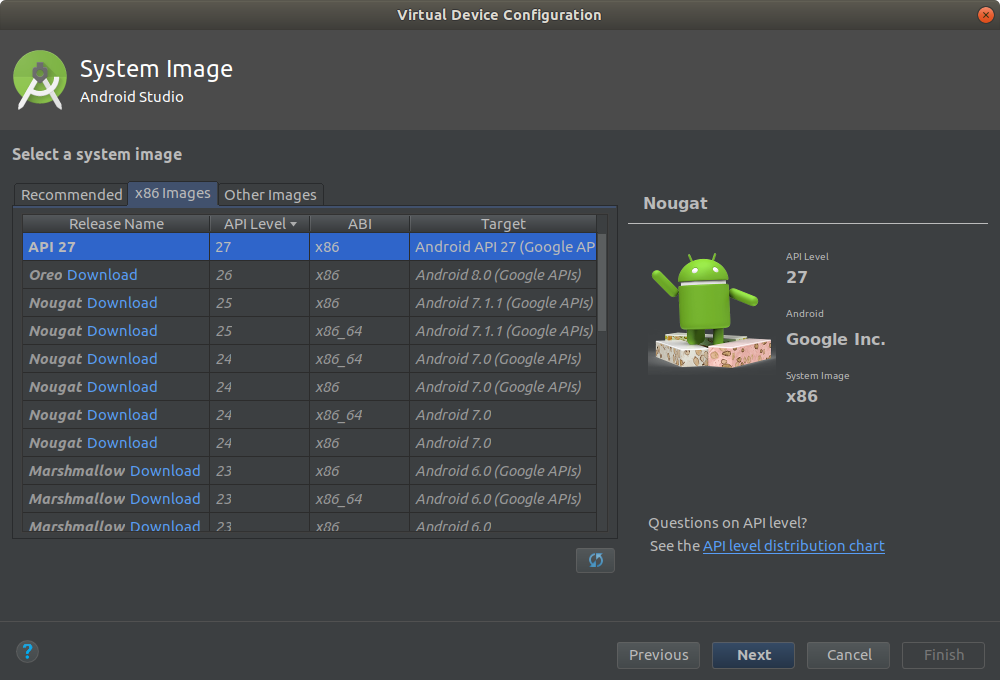 Virtual Device Configuration
System Image
Android Studio
Select a system image
Recommended x86 Images Other Images
Release Name API Level ABI Target
API 27 27 x86 Android API 27 (Google AP
Oreo Download 26 x86 Android 8.0 (Google APIs)
Nougat Download 25 x86 Android 7.1.1 (Google APIs)
Nougat Download 25 x86_64 Android 7.1.1 (Google APIs)
Nougat Download 24 x86_64 Android 7.0 (Google APIs)
Nougat Download 24 x86 Android 7.0 (Google APIs)
Nougat Download 24 x86_64 Android 7.0
Nougat Download 24 x86 Android 7.0
Marshmallow Download 23 x86 Android 6.0 (Google APIs)
Marshmallow Download 23 x86_64 Android 6.0 (Google APIs)
Marshmallow Download 23 x86 Android 6.0
Nougat
API Level
27
Android
Google Inc.
System Image
x86
Questions on API level?
See the API level distribution chart
?
Previous Next Cancel Finish